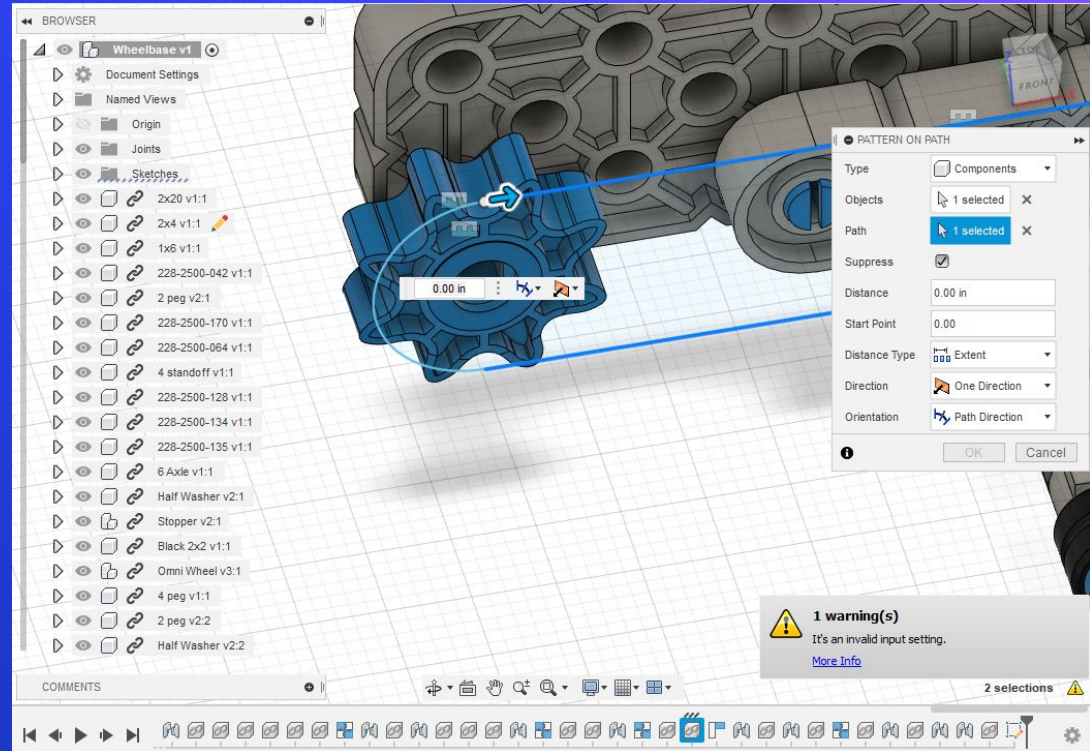 BROWSER
Wheelbase v1
Document Settings
Named Views
Origin
Joints
Sketches
2x20 v1:1
2x4 v1:1
1x6 v1:1
228-2500-042 v1:1
2 peg v2:1
228-2500-170 v1:1
228-2500-064 v1:1
4 standoff v1:1
228-2500-128 v1:1
228-2500-134 v1:1
228-2500-135 v1:1
6 Axle v1:1
Half Washer v2:1
Stopper v2:1
Black 2x2 v1:1
Omni Wheel v3:1
4 peg v1:1
2 peg v2:2
Half Washer v2:2
COMMENTS
0.00 in
TOP
FRONT
Z
X
PATTERN ON PATH
Type Components
Objects 1 selected
Path 1 selected
Suppress
Distance 0.00 in
Start Point 0.00
Distance Type Extent
Direction One Direction
Orientation Path Direction
OK Cancel
1 warning(s)
It's an invalid input setting.
More Info
2 selections